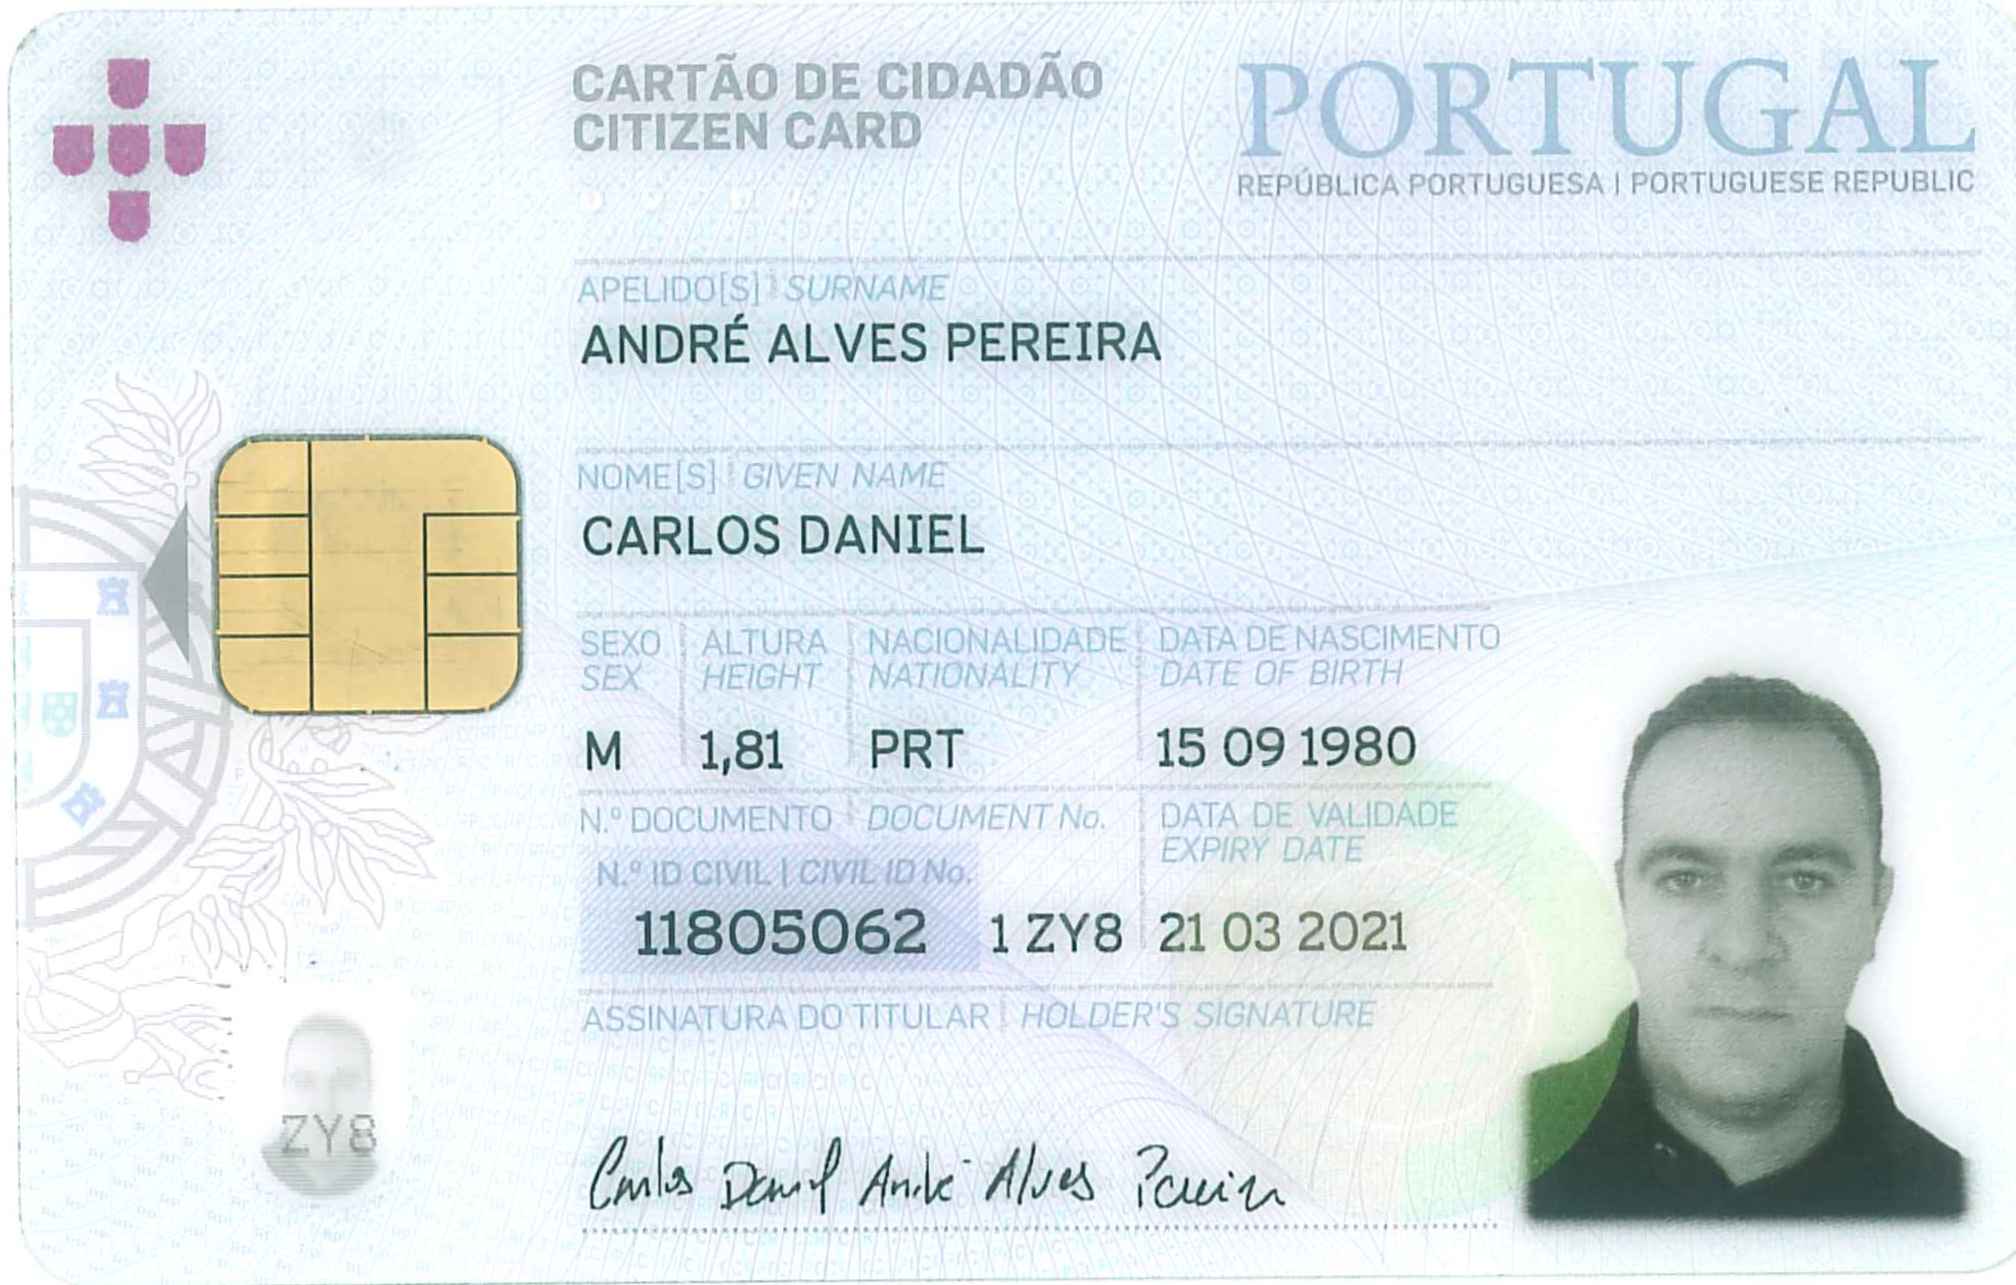 CARTÃO DE CIDADÃO
CITIZEN CARD
PORTUGAL
REPÚBLICA PORTUGUESA | PORTUGUESE REPUBLIC
APELIDO[S] | SURNAME
ANDRÉ ALVES PEREIRA
NOME[S] | GIVEN NAME
CARLOS DANIEL
SEXO ALTURA NACIONALIDADE DATA DE NASCIMENTO
SEX HEIGHT NATIONALITY DATE OF BIRTH
M 1,81 PRT 15 09 1980
N.º DOCUMENTO | DOCUMENT No. DATA DE VALIDADE
EXPIRY DATE
N.º ID CIVIL | CIVIL ID No.
11805062 1 ZY8 21 03 2021
ASSINATURA DO TITULAR | HOLDER'S SIGNATURE
ZY8
Carlos Daniel André Alves Pereira